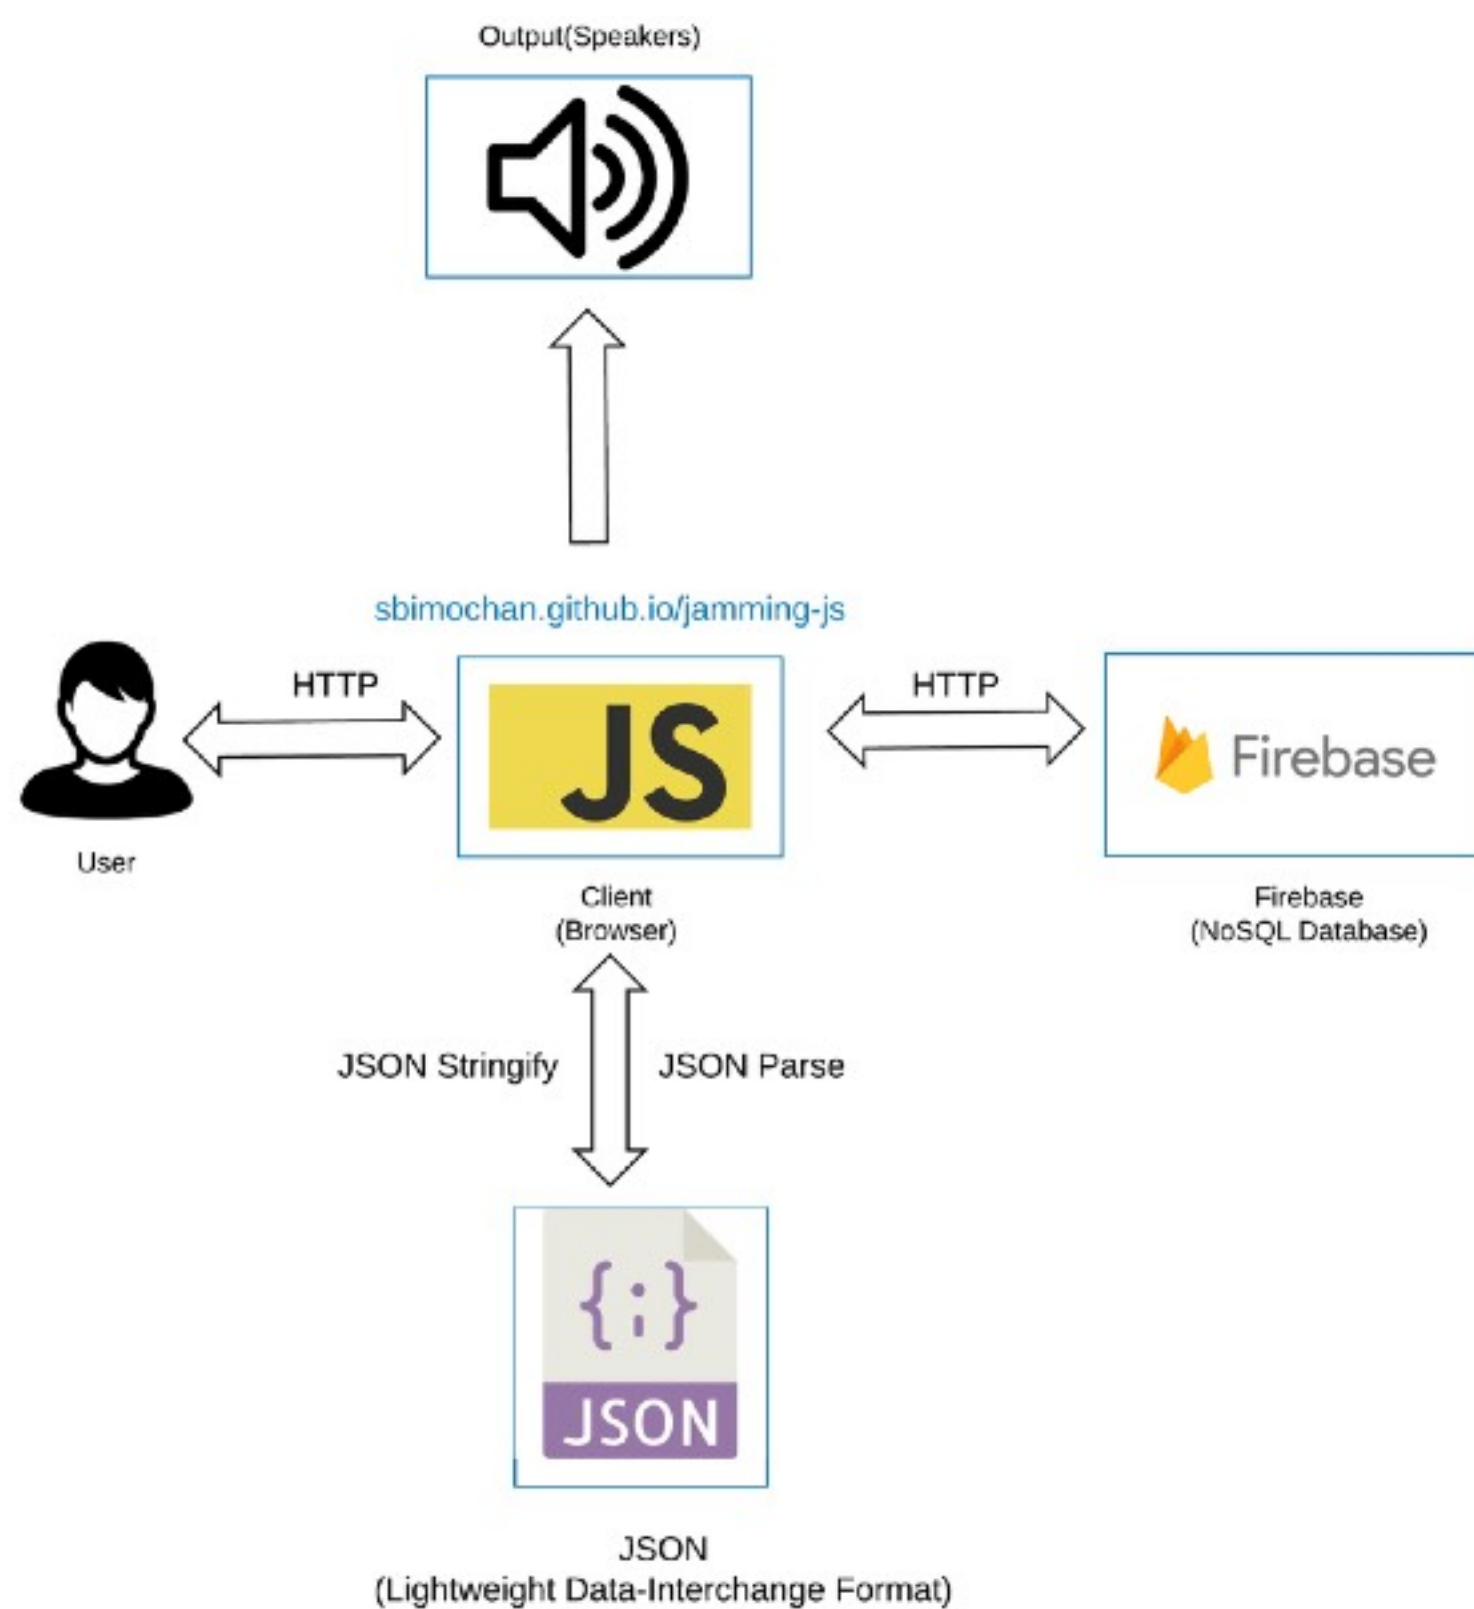 Output(Speakers)
sbimochan.github.io/jamming-js
HTTP
HTTP
JS
Firebase
User
Client
(Browser)
Firebase
(NoSQL Database)
JSON Stringify
JSON Parse
{;}
JSON
JSON
(Lightweight Data-Interchange Format)